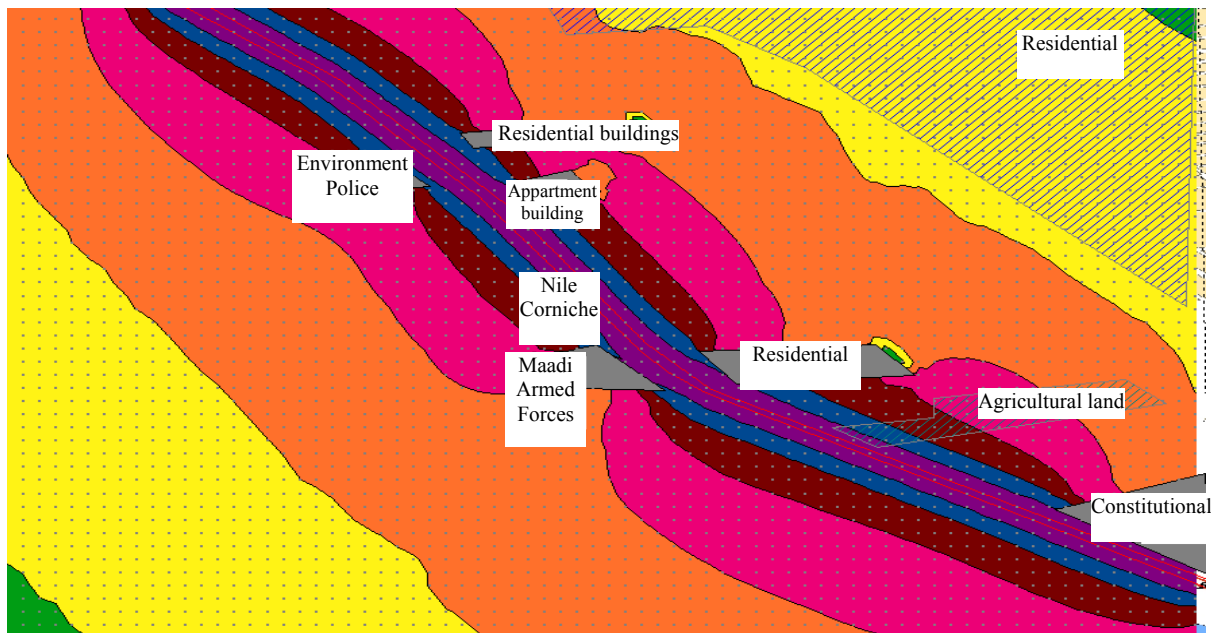 Residential
Residential buildings
Environment
Police
Appartment
building
Nile
Corniche
Residential
Maadi
Armed
Forces
Agricultural land
Constitutional